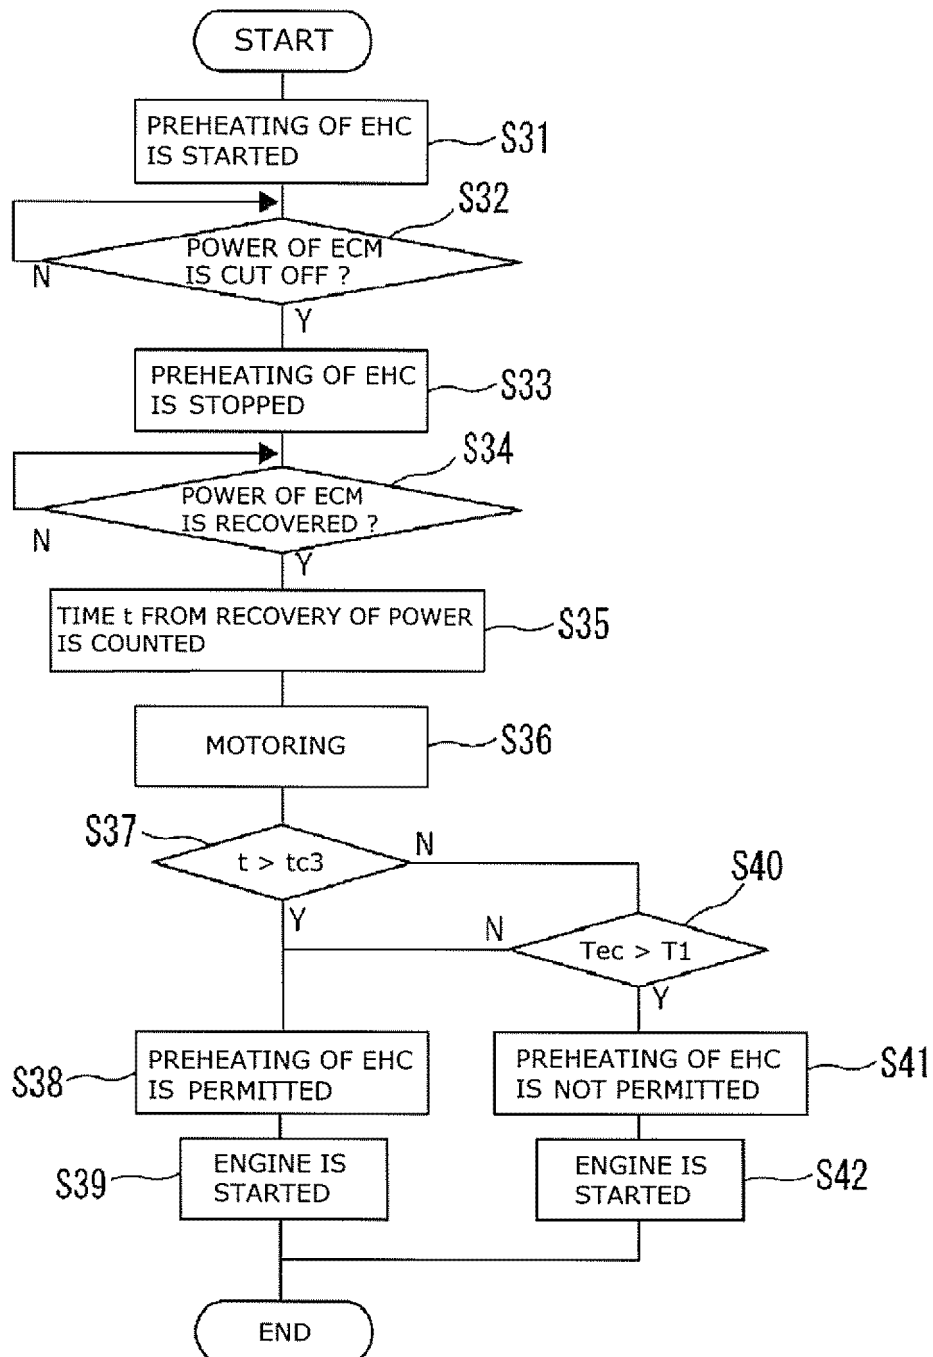 START
PREHEATING OF EHC
IS STARTED
S31
S32
POWER OF ECM
IS CUT OFF ?
N
Y
PREHEATING OF EHC
IS STOPPED
S33
S34
POWER OF ECM
IS RECOVERED ?
N
Y
TIME t FROM RECOVERY OF POWER
IS COUNTED
S35
MOTORING
S36
S37
t > tc3
N
Y
S40
N
Tec > T1
Y
PREHEATING OF EHC
IS PERMITTED
S38
PREHEATING OF EHC
IS NOT PERMITTED
S41
ENGINE IS
STARTED
S39
ENGINE IS
STARTED
S42
END